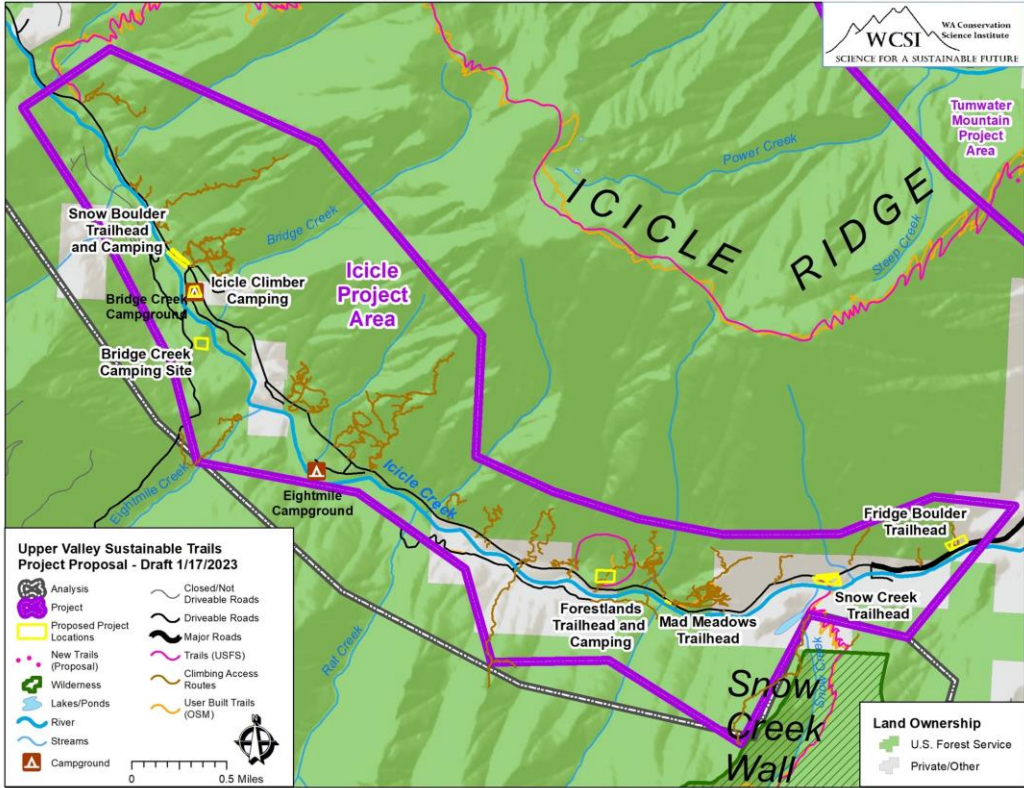 WCSI
WA Conservation
Science Institute
SCIENCE FOR A SUSTAINABLE FUTURE
Tumwater
Mountain
Project
Area
Power Creek
ICICLE RIDGE
Steep Creek
Snow Boulder
Trailhead
and Camping
Bridge Creek
Icicle Climber
Camping
Bridge Creek
Campground
Icicle
Project
Area
Bridge Creek
Camping Site
Icicle Creek
Eightmile Creek
Eightmile
Campground
Fridge Boulder
Trailhead
Forestlands
Trailhead and
Camping
Mad Meadows
Trailhead
Snow Creek
Trailhead
Rat Creek
Snow Creek
Snow
Creek
Wall
Upper Valley Sustainable Trails
Project Proposal - Draft 1/17/2023
Analysis
Project
Proposed Project
Locations
New Trails
(Proposal)
Wilderness
Lakes/Ponds
River
Streams
Campground
Closed/Not
Driveable Roads
Driveable Roads
Major Roads
Trails (USFS)
Climbing Access
Routes
User Built Trails
(OSM)
0 0.5 Miles
Land Ownership
U.S. Forest Service
Private/Other